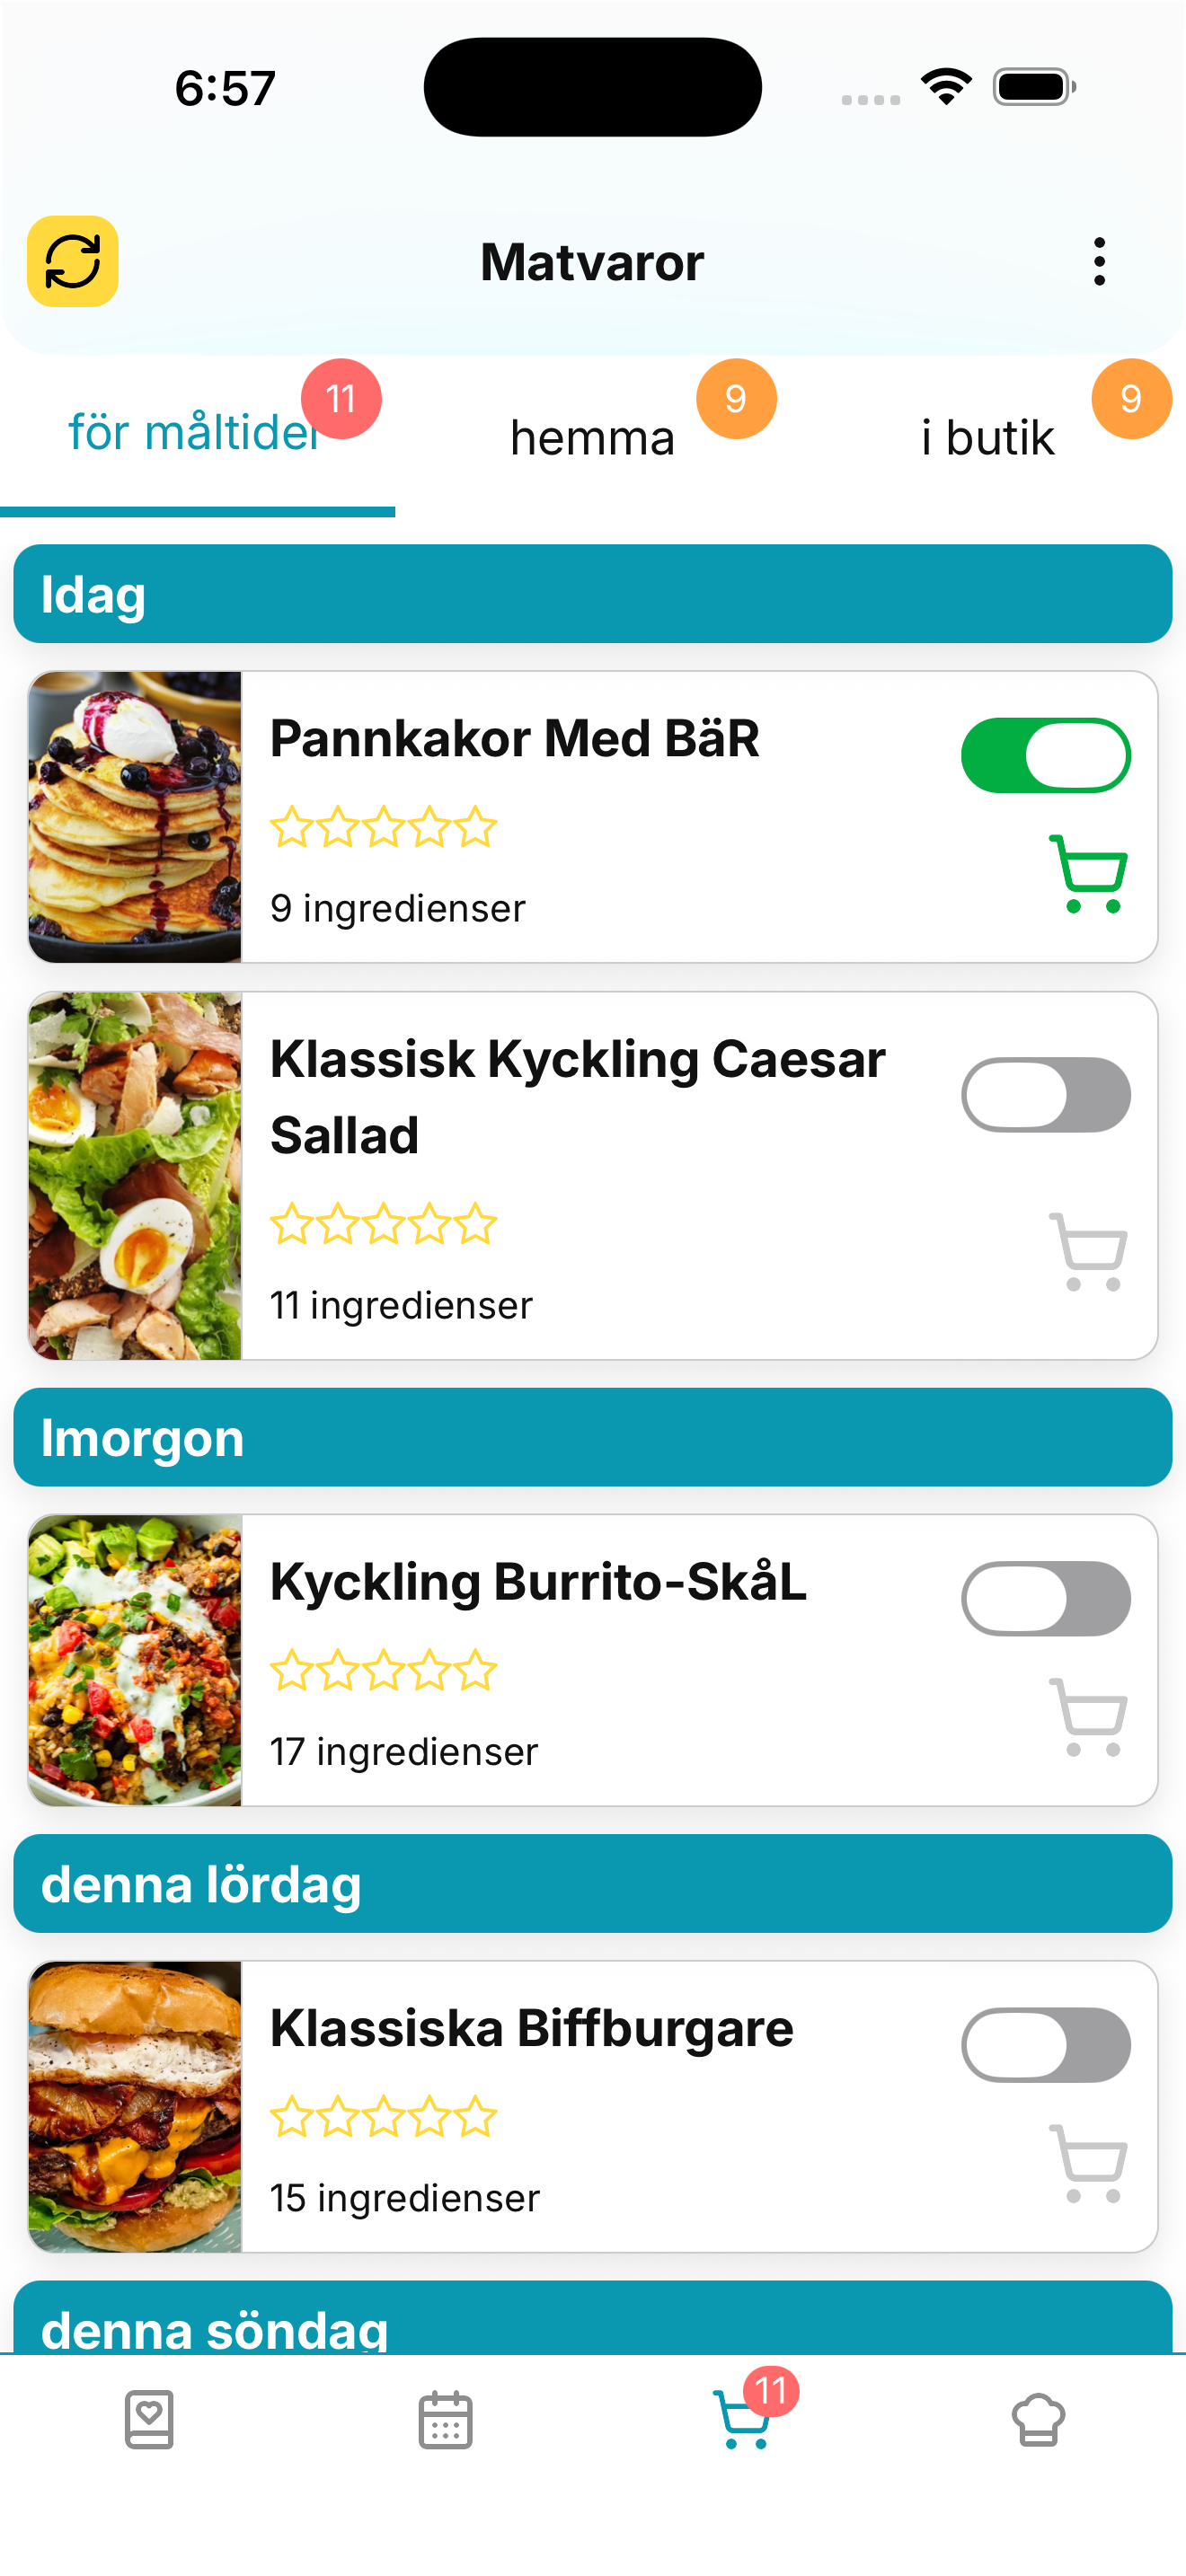 6:57
Matvaror
för måltider
11
hemma
9
i butik
9
Idag
Pannkakor Med BäR
9 ingredienser
Klassisk Kyckling Caesar
Sallad
11 ingredienser
Imorgon
Kyckling Burrito-SkåL
17 ingredienser
denna lördag
Klassiska Biffburgare
15 ingredienser
denna söndag
11